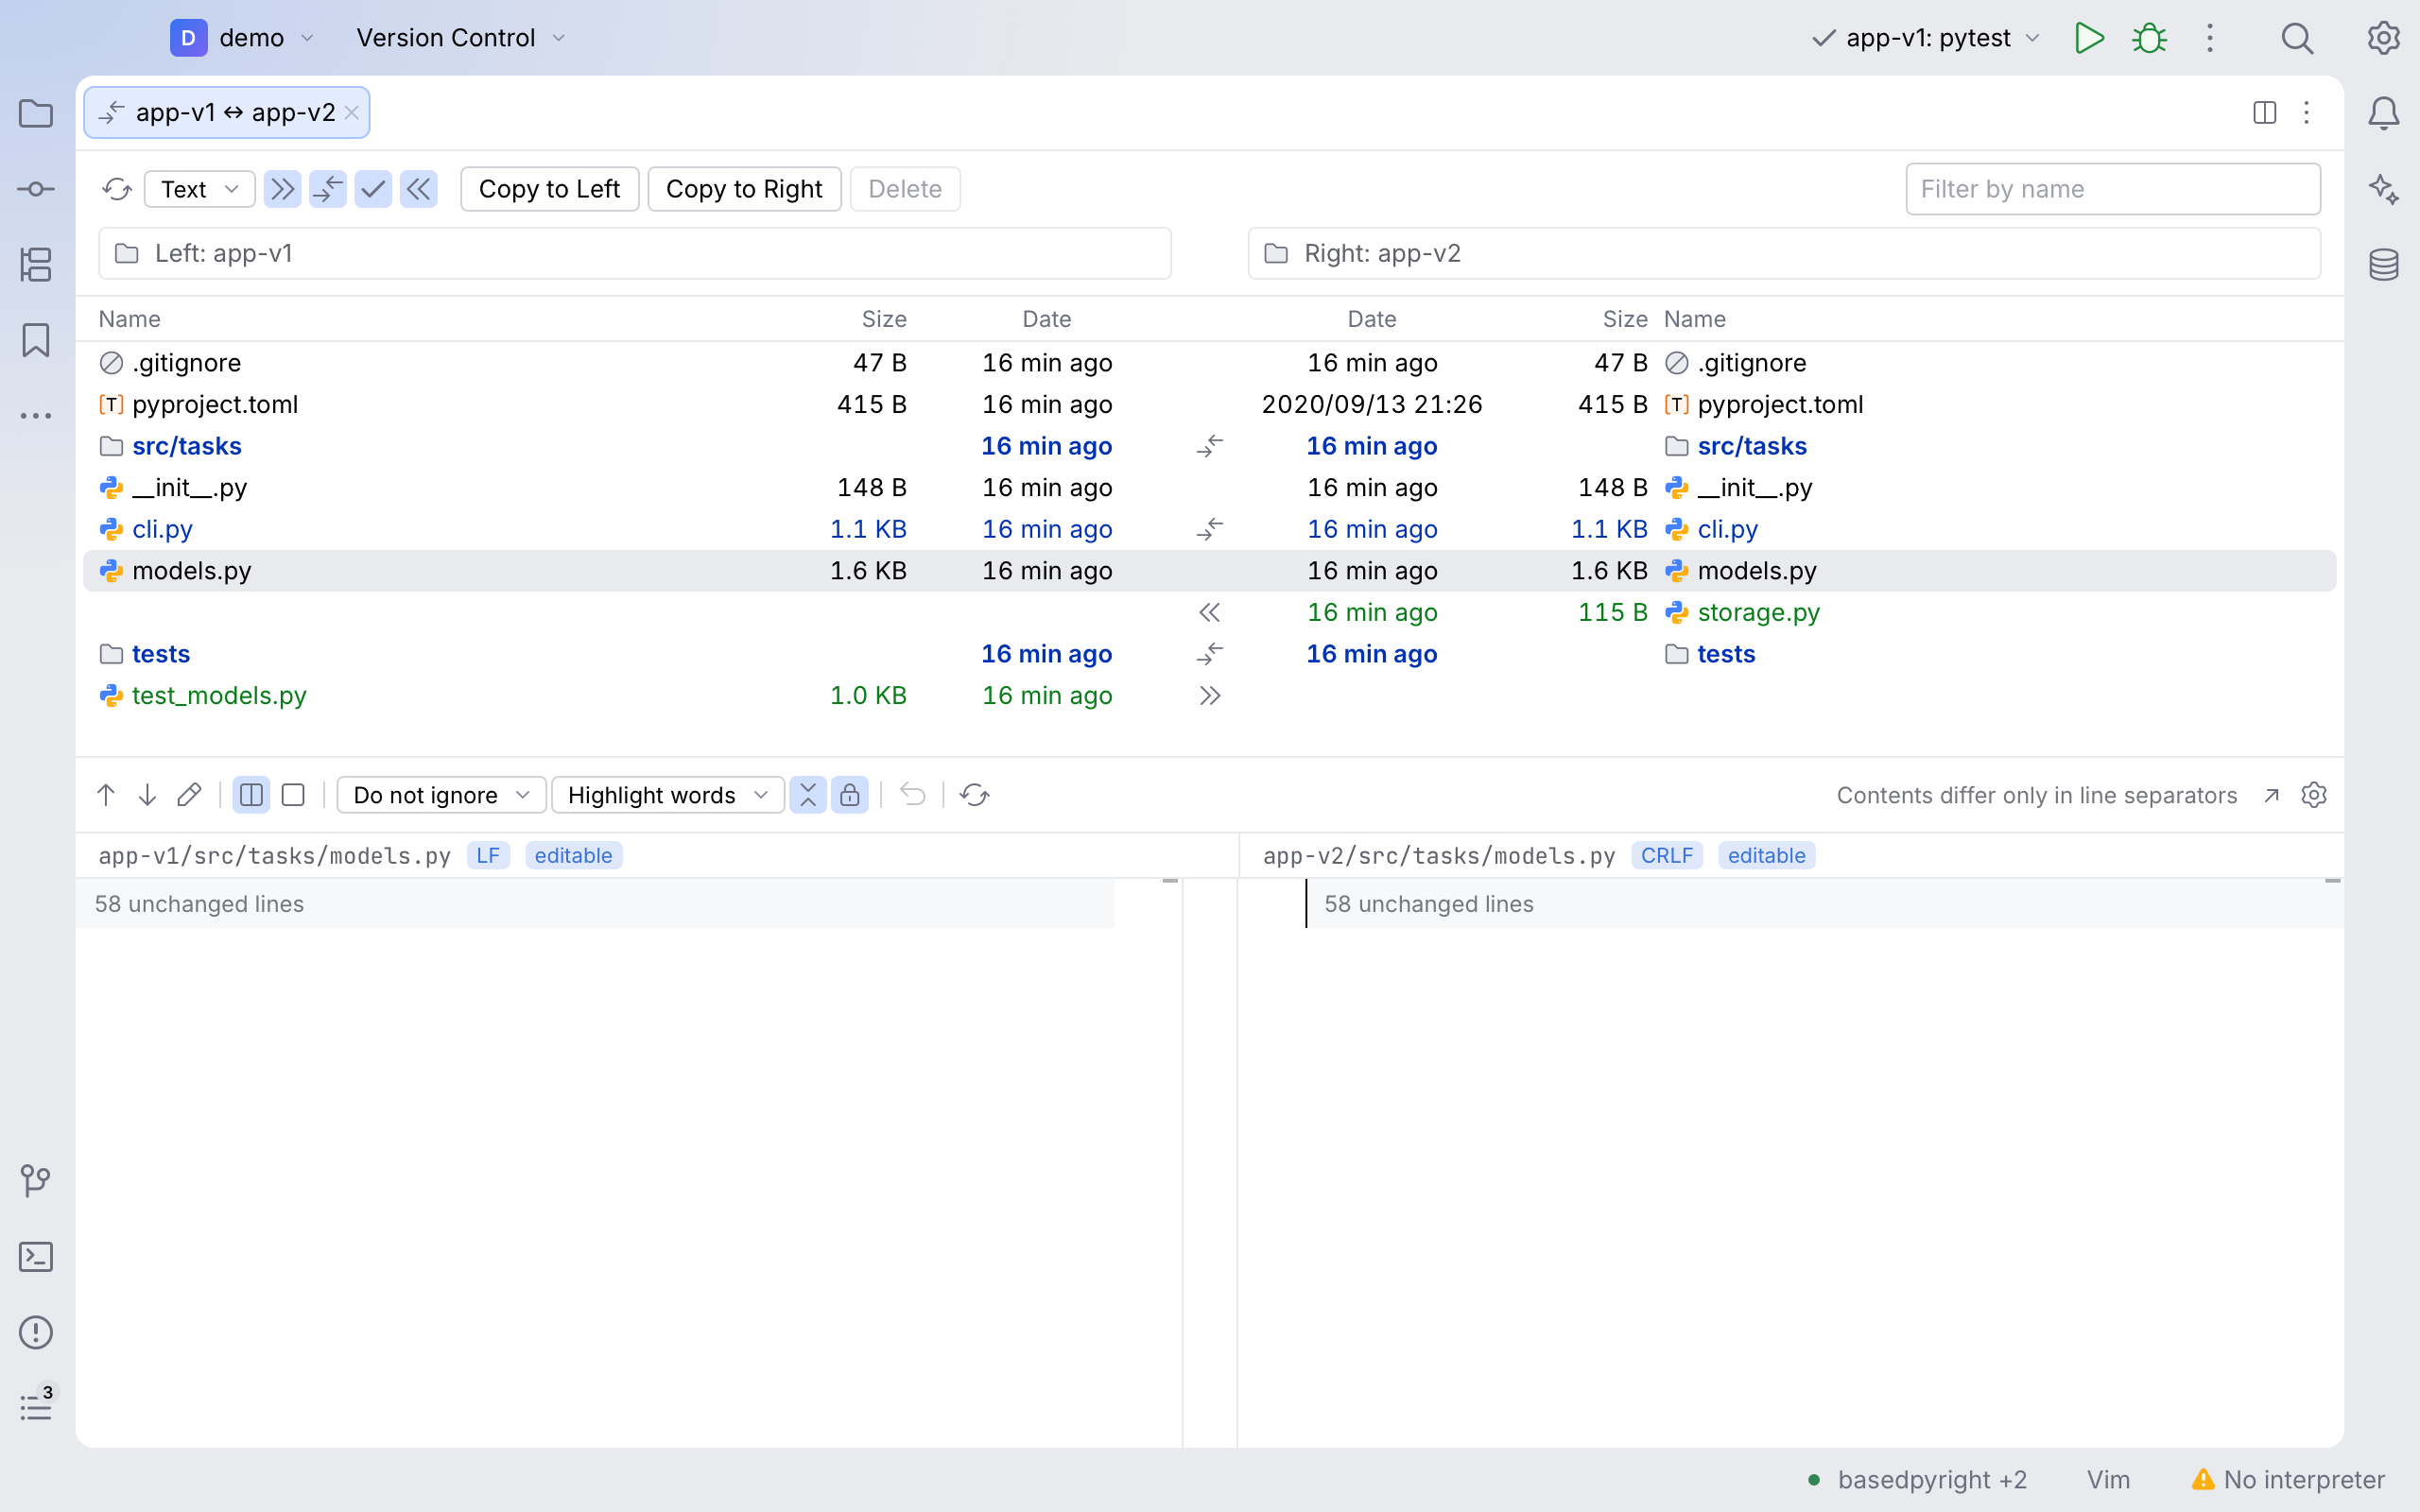 D demo Version Control app-v1: pytest
app-v1 ↔ app-v2
Text Copy to Left Copy to Right Delete Filter by name
Left: app-v1 Right: app-v2
Name Size Date Date Size Name
.gitignore 47 B 16 min ago 16 min ago 47 B .gitignore
[T] pyproject.toml 415 B 16 min ago 2020/09/13 21:26 415 B [T] pyproject.toml
src/tasks 16 min ago 16 min ago src/tasks
__init__.py 148 B 16 min ago 16 min ago 148 B __init__.py
cli.py 1.1 KB 16 min ago 16 min ago 1.1 KB cli.py
models.py 1.6 KB 16 min ago 16 min ago 1.6 KB models.py
16 min ago 115 B storage.py
tests 16 min ago 16 min ago tests
test_models.py 1.0 KB 16 min ago
Do not ignore Highlight words Contents differ only in line separators
app-v1/src/tasks/models.py LF editable app-v2/src/tasks/models.py CRLF editable
58 unchanged lines 58 unchanged lines
3
basedpyright +2 Vim No interpreter